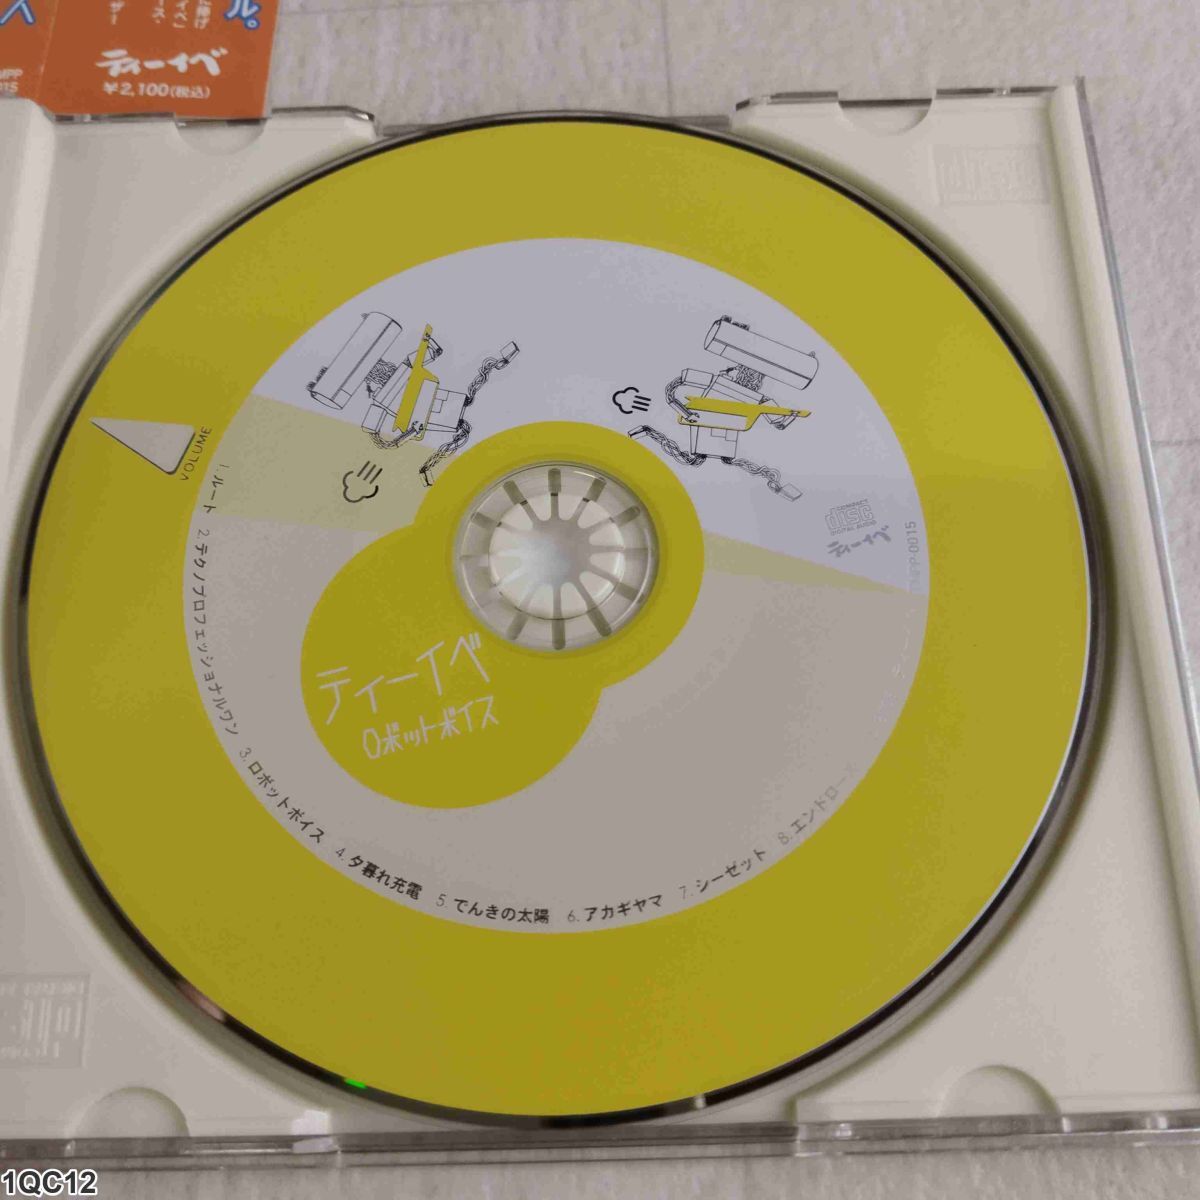 ル。
ティーイベ
¥2,100(税込)
VOLUME
1. ルート 2. テクノプロフェッショナルワン 3. ロボットボイス 4. 夕暮れ充電 5. でんきの太陽 6. アカギヤマ 7. シーゼット 8. エンドロール
COMPACT
disc
DIGITAL AUDIO
ティーイベ
MPP-0015
ティーイベ
ロボットボイス
1QC12